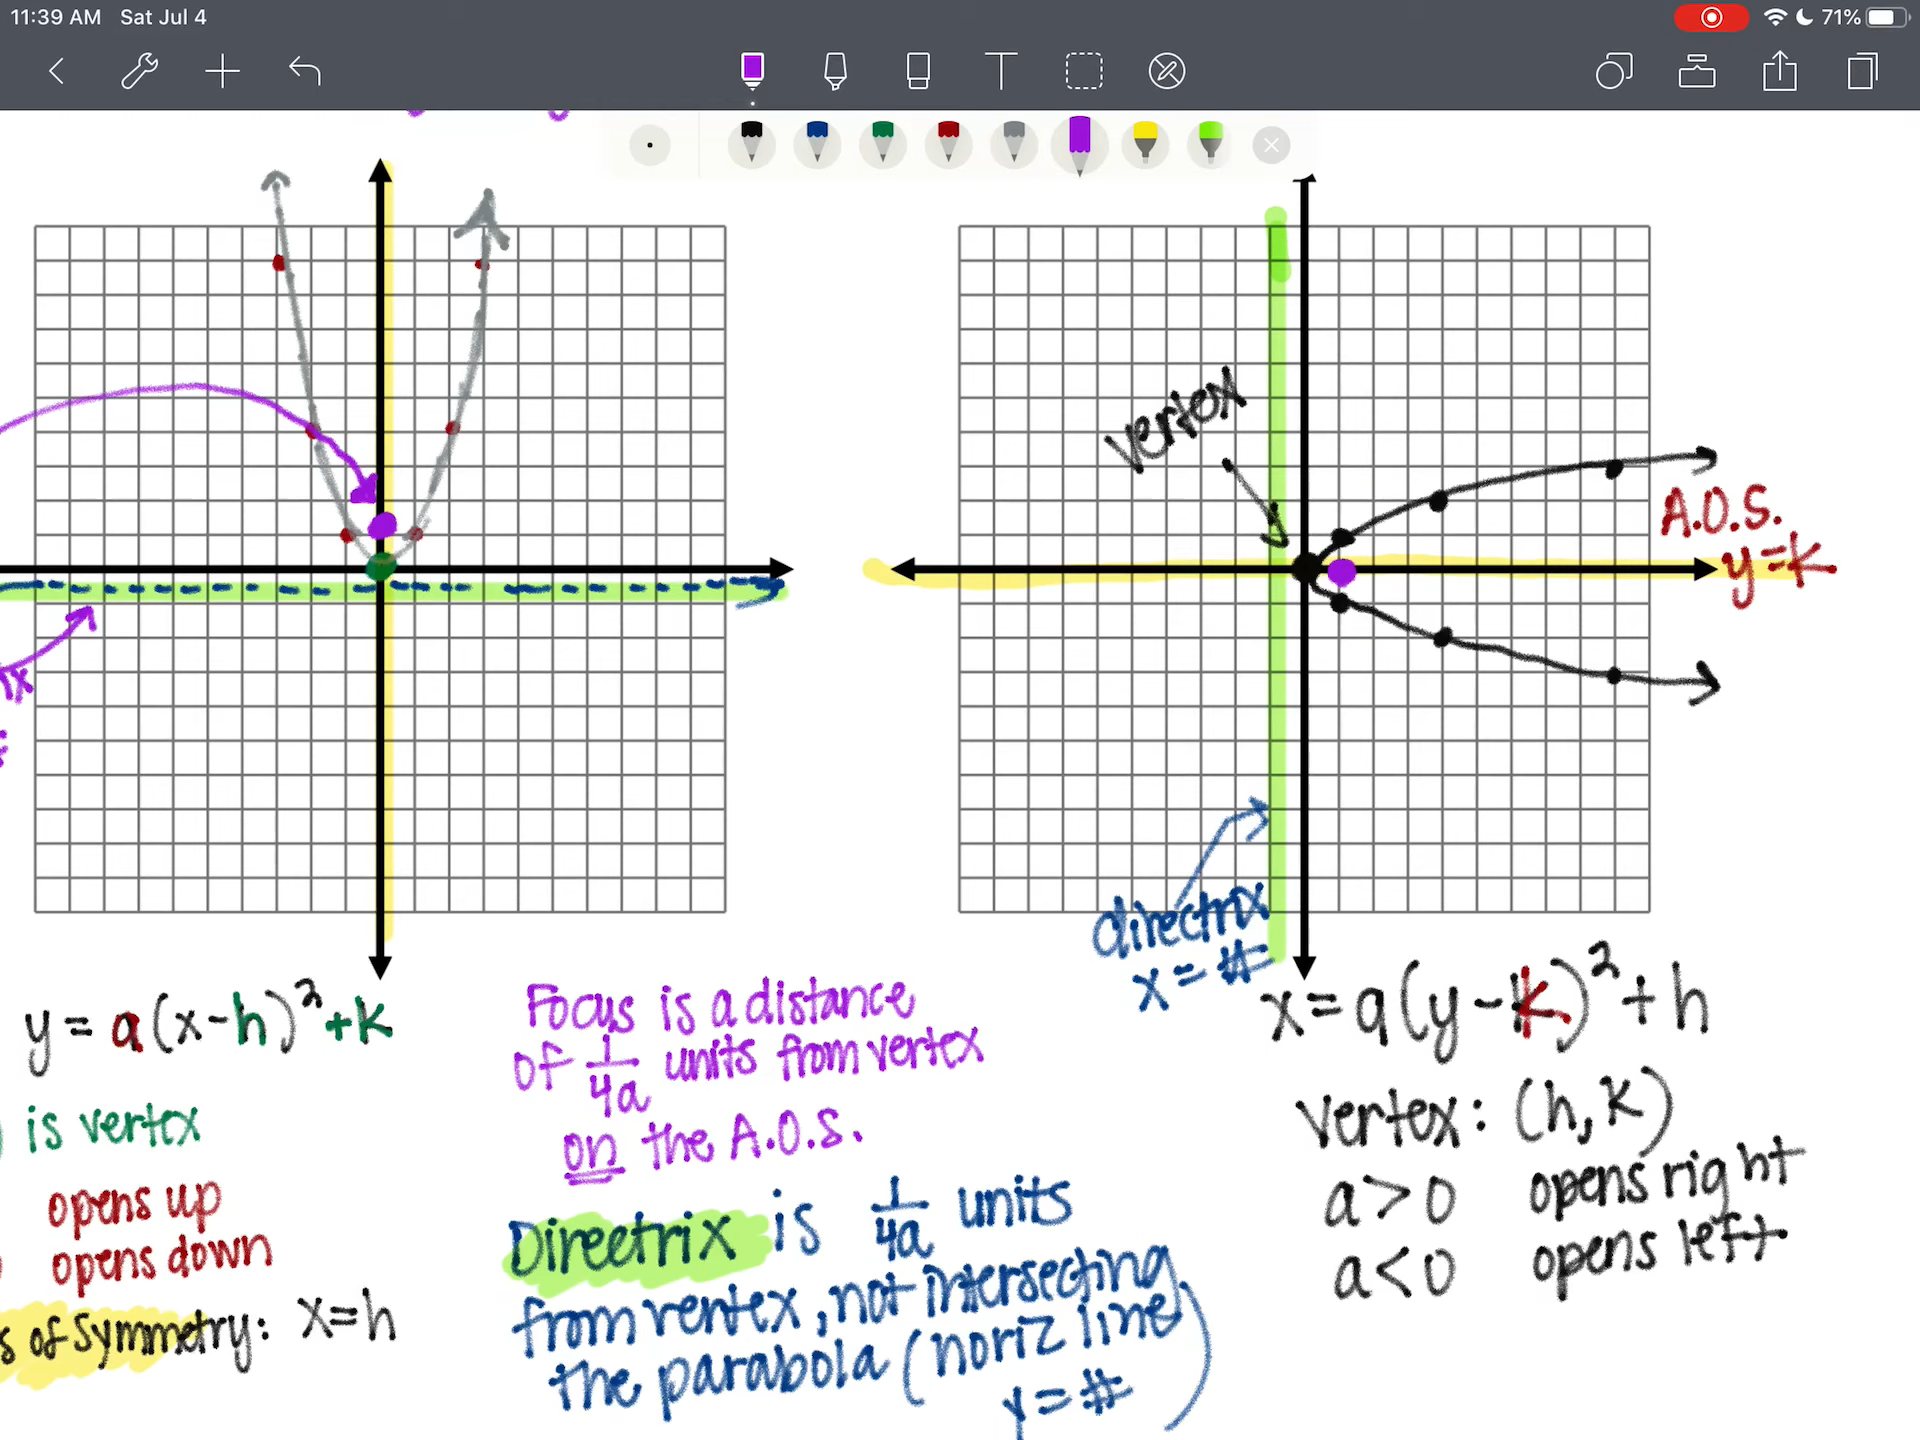 11:39 AM Sat Jul 4
71%
T
vertex
A.O.S.
y=k
directrix
x=#
y = a(x-h)²+k
is vertex
opens up
opens down
s of Symmetry: x=h
Focus is a distance
of 1/4a units from vertex
on the A.O.S.
Directrix is 1/4a units
from vertex, not intersecting
the parabola (horiz line)
y=#
x=a(y-k)²+h
vertex: (h,k)
a>0 opens right
a<0 opens left